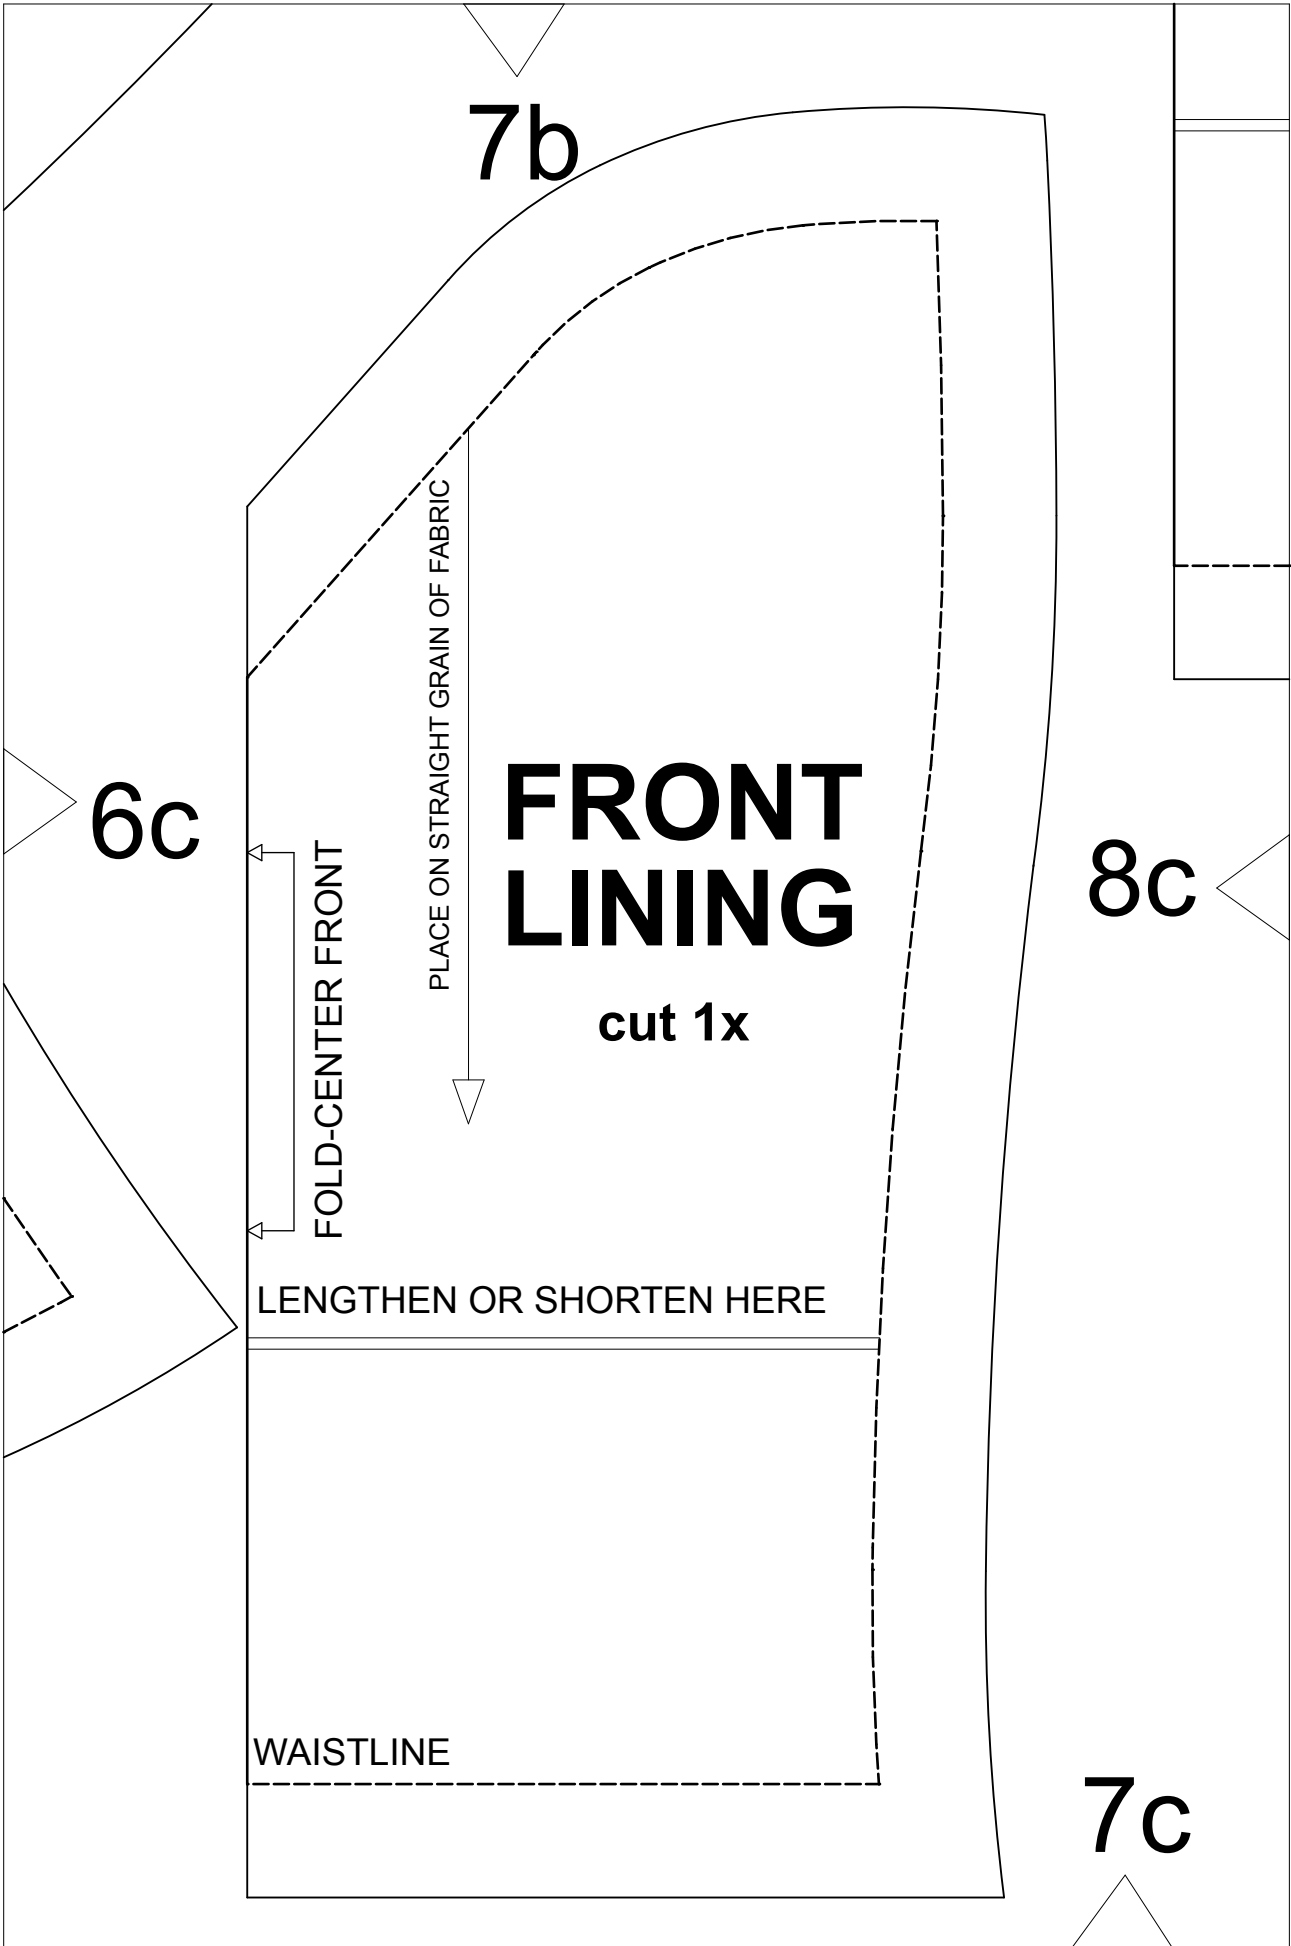 7b
PLACE ON STRAIGHT GRAIN OF FABRIC
FRONT
LINING
cut 1x
6c
8c
FOLD-CENTER FRONT
LENGTHEN OR SHORTEN HERE
WAISTLINE
7c